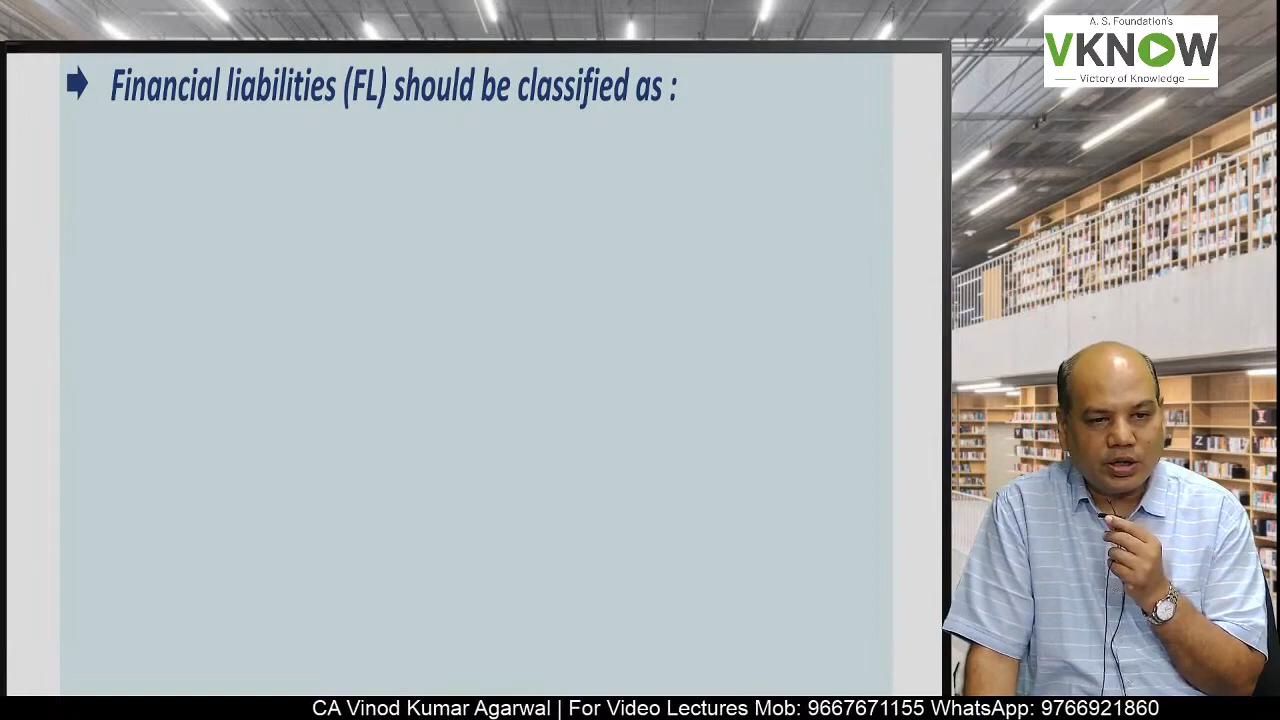 A. S. Foundation's
VKNOW
Victory of Knowledge
Financial liabilities (FL) should be classified as :
Z
CA Vinod Kumar Agarwal | For Video Lectures Mob: 9667671155 WhatsApp: 9766921860